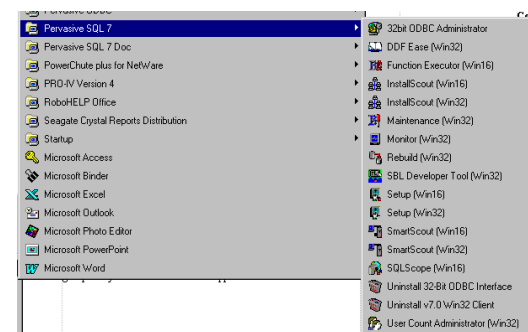 Pervasive SQL 7
Pervasive SQL 7 Doc
PowerChute plus for NetWare
PRO-IV Version 4
RoboHELP Office
Seagate Crystal Reports Distribution
Startup
Microsoft Access
Microsoft Binder
Microsoft Excel
Microsoft Outlook
Microsoft Photo Editor
Microsoft PowerPoint
Microsoft Word
32bit ODBC Administrator
DDF Ease (Win32)
Function Executor (Win16)
InstallScout (Win16)
InstallScout (Win32)
Maintenance (Win32)
Monitor (Win32)
Rebuild (Win32)
SBL Developer Tool (Win32)
Setup (Win16)
Setup (Win32)
SmartScout (Win16)
SmartScout (Win32)
SQLScope (Win16)
Uninstall 32-Bit ODBC Interface
Uninstall v7.0 Win32 Client
User Count Administrator (Win32)